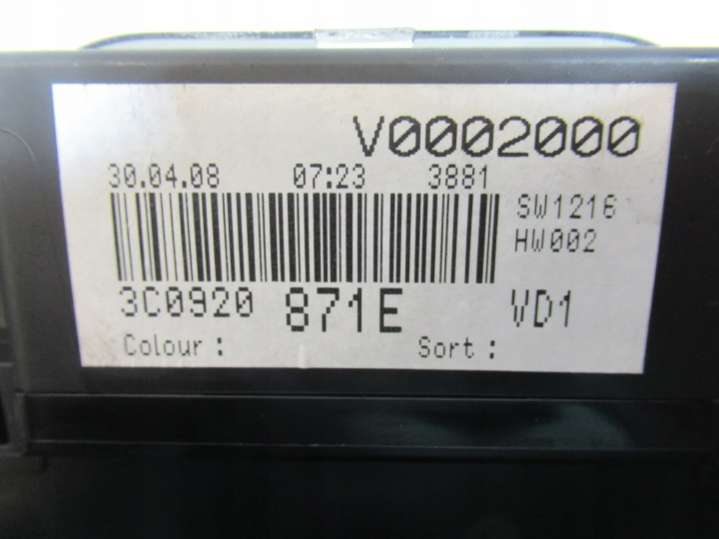 V0002000
30.04.08 07:23 3881
SW1216
HW002
3C0920 871E VD1
Colour : Sort :